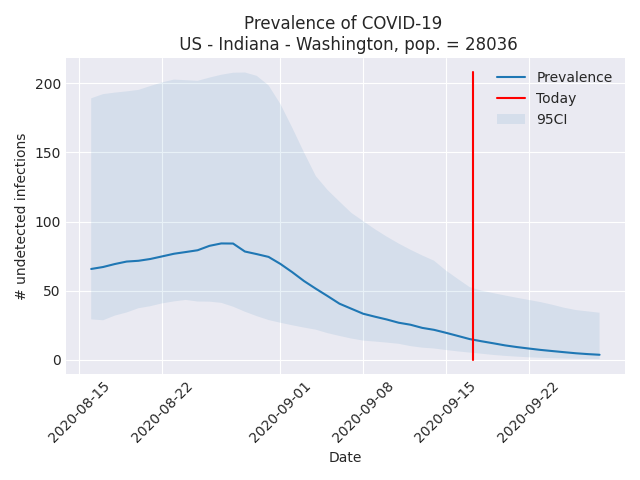 Prevalence of COVID-19
US - Indiana - Washington, pop. = 28036
Prevalence
Today
95CI
# undetected infections
200
150
100
50
0
2020-08-15
2020-08-22
2020-09-01
2020-09-08
2020-09-15
2020-09-22
Date